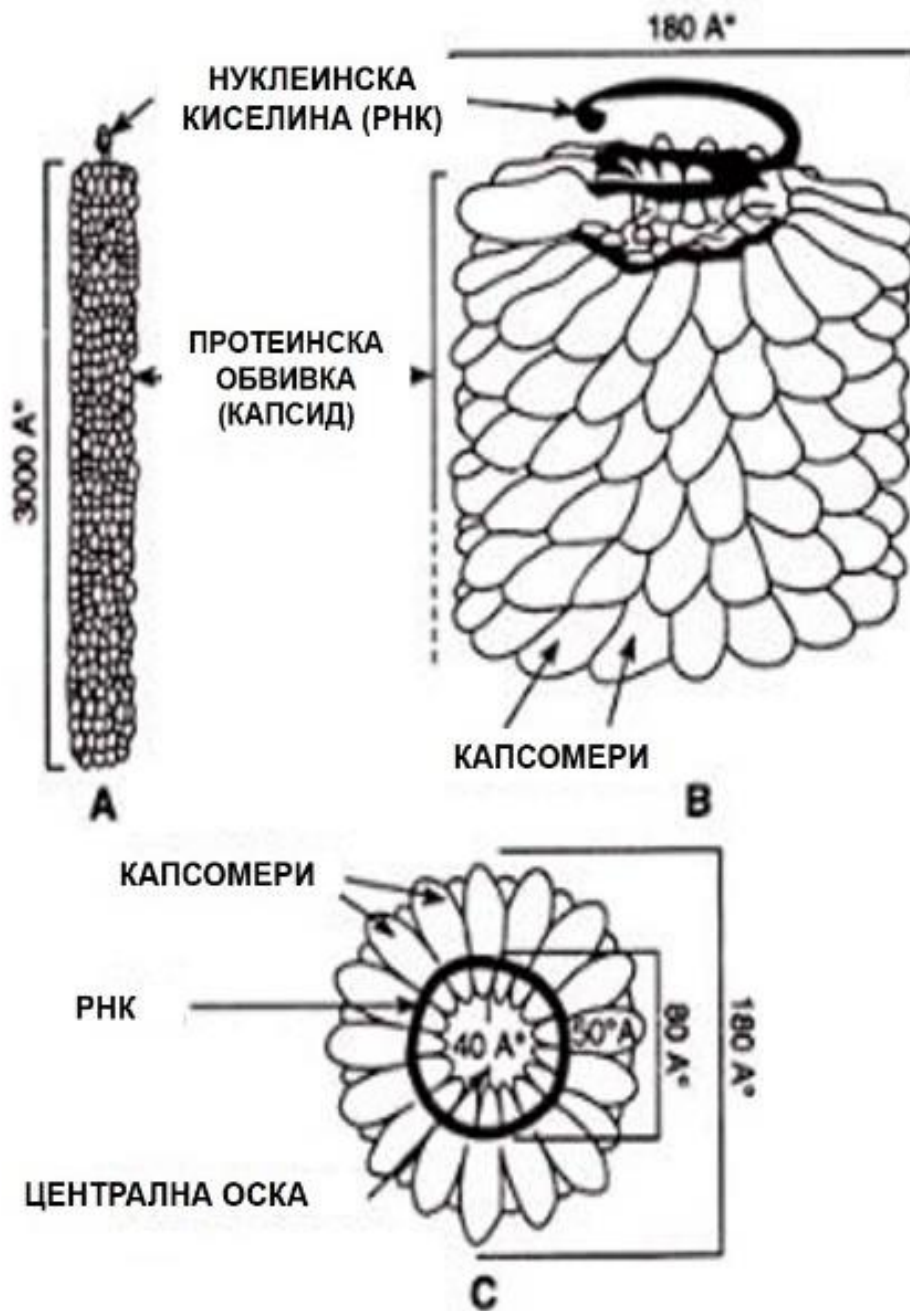 180 A°
НУКЛЕИНСКА
КИСЕЛИНА (РНК)
3000 A°
ПРОТЕИНСКА
ОБВИВКА
(КАПСИД)
КАПСОМЕРИ
A
B
КАПСОМЕРИ
РНК
40 A°
50°A
80 A°
180 A°
ЦЕНТРАЛНА ОСКА
C